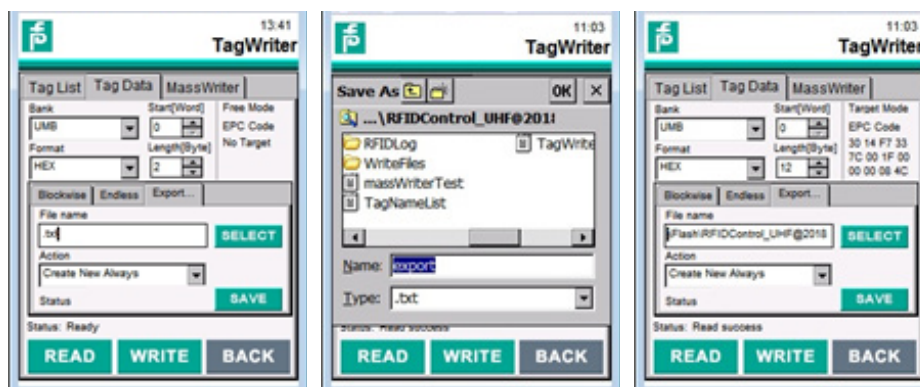 13:41
TagWriter
Tag List Tag Data MassWriter
Bank Start[Word] Free Mode
UMB 0 EPC Code
Format Length[Byte] No Target
HEX 2
Blockwise Endless Export...
File name
.txt SELECT
Action
Create New Always
Status SAVE
Status: Ready
READ WRITE BACK
11:03
TagWriter
Save As OK ×
...\RFIDControl_UHF@2018
RFIDLog TagWrite
WriteFiles
massWriterTest
TagNameList
Name: export
Type: .txt
Status: Read success
READ WRITE BACK
11:03
TagWriter
Tag List Tag Data MassWriter
Bank Start[Word] Target Mode
UMB 0 EPC Code
Format Length[Byte] 30 14 F7 33
HEX 12 7C 00 1F 00
00 00 08 4C
Blockwise Endless Export...
File name
\Flash\RFIDControl_UHF@2018 SELECT
Action
Create New Always
Status SAVE
Status: Read success
READ WRITE BACK